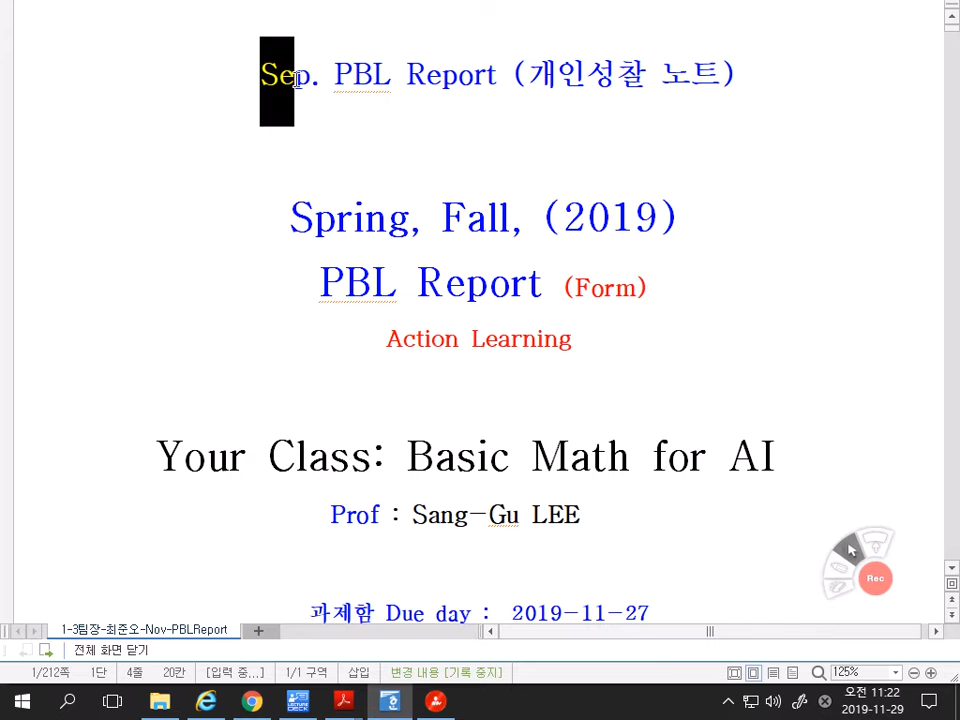 Sep. PBL Report (개인성찰 노트)
Spring, Fall, (2019)
PBL Report (Form)
Action Learning
Your Class: Basic Math for AI
Prof : Sang-Gu LEE
Rec
과제함 Due day : 2019-11-27
1-3팀장-최준오-Nov-PBLReport
전체 화면 닫기
1/212쪽 1단 4줄 20칸 [입력 중...] 1/1 구역 삽입 변경 내용 [기록 중지] 125%
LECTURE DECK
오전 11:22
2019-11-29